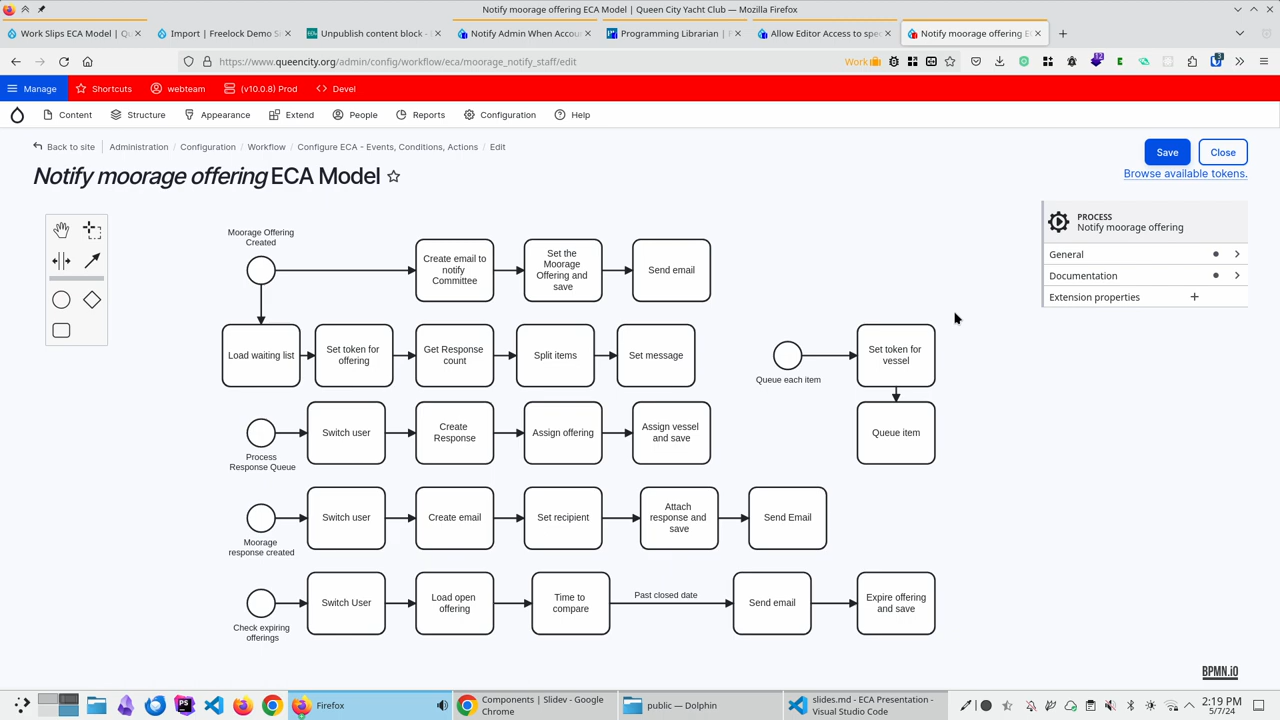 Notify moorage offering ECA Model | Queen City Yacht Club — Mozilla Firefox
Work Slips ECA Model | Qu
Import | Freelock Demo S
Unpublish content block -
Notify Admin When Accou
Programming Librarian | P
Allow Editor Access to spe
Notify moorage offering E
https://www.queencity.org/admin/config/workflow/eca/moorage_notify_staff/edit
Work
12
3
Manage
Shortcuts
webteam
(v10.0.8) Prod
Devel
Content
Structure
Appearance
Extend
People
Reports
Configuration
Help
Back to site
Administration / Configuration / Workflow / Configure ECA - Events, Conditions, Actions / Edit
Save
Close
Notify moorage offering ECA Model
Browse available tokens.
PROCESS
Notify moorage offering
General
Documentation
Extension properties
Moorage Offering
Created
Create email to
notify
Committee
Set the
Moorage
Offering and
save
Send email
Load waiting list
Set token for
offering
Get Response
count
Split items
Set message
Queue each item
Set token for
vessel
Process
Response Queue
Switch user
Create
Response
Assign offering
Assign vessel
and save
Queue item
Moorage
response created
Switch user
Create email
Set recipient
Attach
response and
save
Send Email
Check expiring
offerings
Switch User
Load open
offering
Time to
compare
Past closed date
Send email
Expire offering
and save
BPMN.iO
Firefox
Components | Slidev - Google
Chrome
public — Dolphin
slides.md - ECA Presentation -
Visual Studio Code
2:19 PM
5/7/24